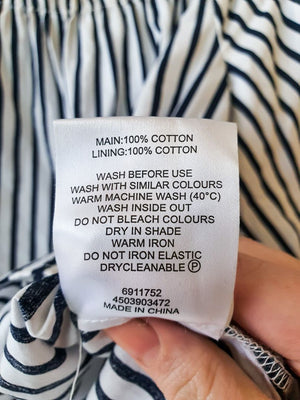 MAIN:100% COTTON
LINING:100% COTTON
WASH BEFORE USE
WASH WITH SIMILAR COLOURS
WARM MACHINE WASH (40°C)
WASH INSIDE OUT
DO NOT BLEACH COLOURS
DRY IN SHADE
WARM IRON
DO NOT IRON ELASTIC
DRYCLEANABLE Ⓟ
6911752
4503903472
MADE IN CHINA